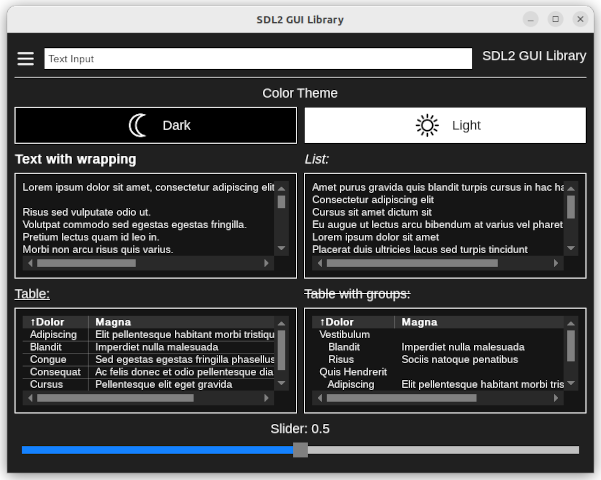 SDL2 GUI Library
Text Input
SDL2 GUI Library
Color Theme
Dark
Light
Text with wrapping
List:
Lorem ipsum dolor sit amet, consectetur adipiscing elit
Risus sed vulputate odio ut.
Volutpat commodo sed egestas egestas fringilla.
Pretium lectus quam id leo in.
Morbi non arcu risus quis varius.
Amet purus gravida quis blandit turpis cursus in hac ha
Consectetur adipiscing elit
Cursus sit amet dictum sit
Eu augue ut lectus arcu bibendum at varius vel pharet
Lorem ipsum dolor sit amet
Placerat duis ultricies lacus sed turpis tincidunt
Table:
Table with groups:
↑Dolor Magna
Adipiscing Elit pellentesque habitant morbi tristiqu
Blandit Imperdiet nulla malesuada
Congue Sed egestas egestas fringilla phasellus
Consequat Ac felis donec et odio pellentesque dia
Cursus Pellentesque elit eget gravida
↑Dolor Magna
Vestibulum
Blandit Imperdiet nulla malesuada
Risus Sociis natoque penatibus
Quis Hendrerit
Adipiscing Elit pellentesque habitant morbi tris
Slider: 0.5